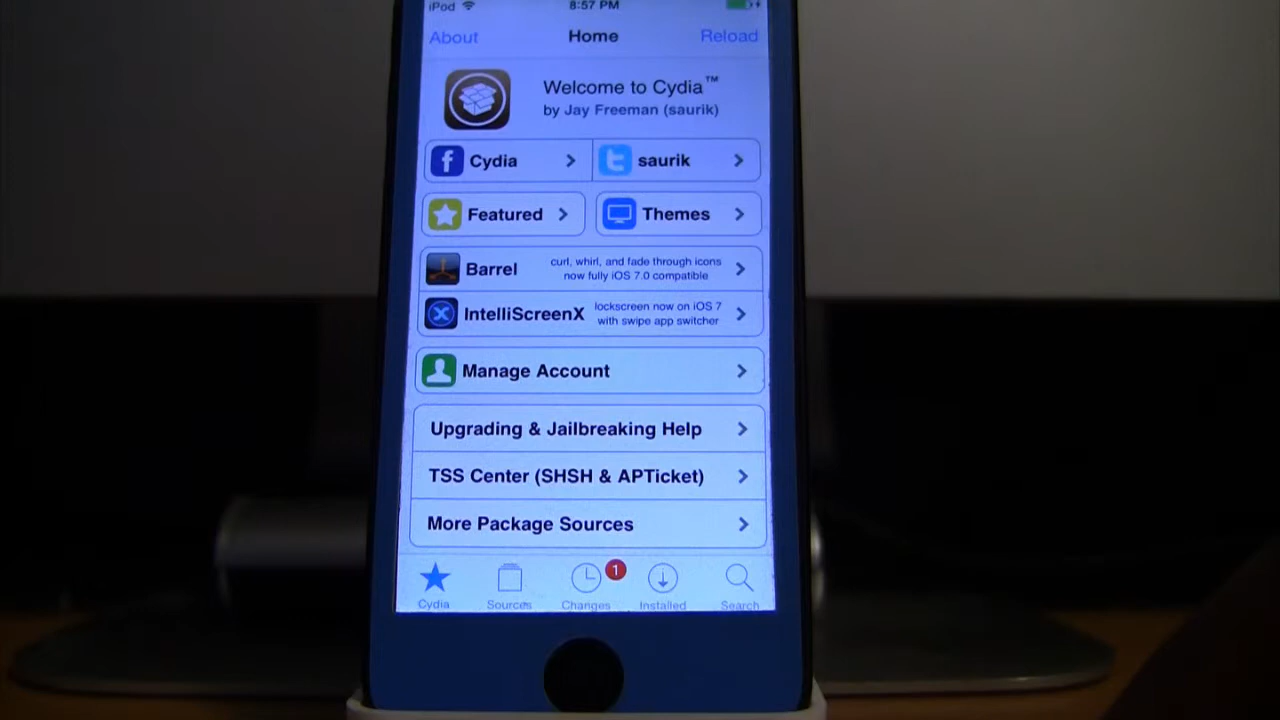 iPod 8:57 PM
About Home Reload
Welcome to Cydia™
by Jay Freeman (saurik)
Cydia saurik
Featured Themes
Barrel curl, whirl, and fade through icons
now fully iOS 7.0 compatible
IntelliScreenX lockscreen now on iOS 7
with swipe app switcher
Manage Account
Upgrading & Jailbreaking Help
TSS Center (SHSH & APTicket)
More Package Sources
1
Cydia Sources Changes Installed Search